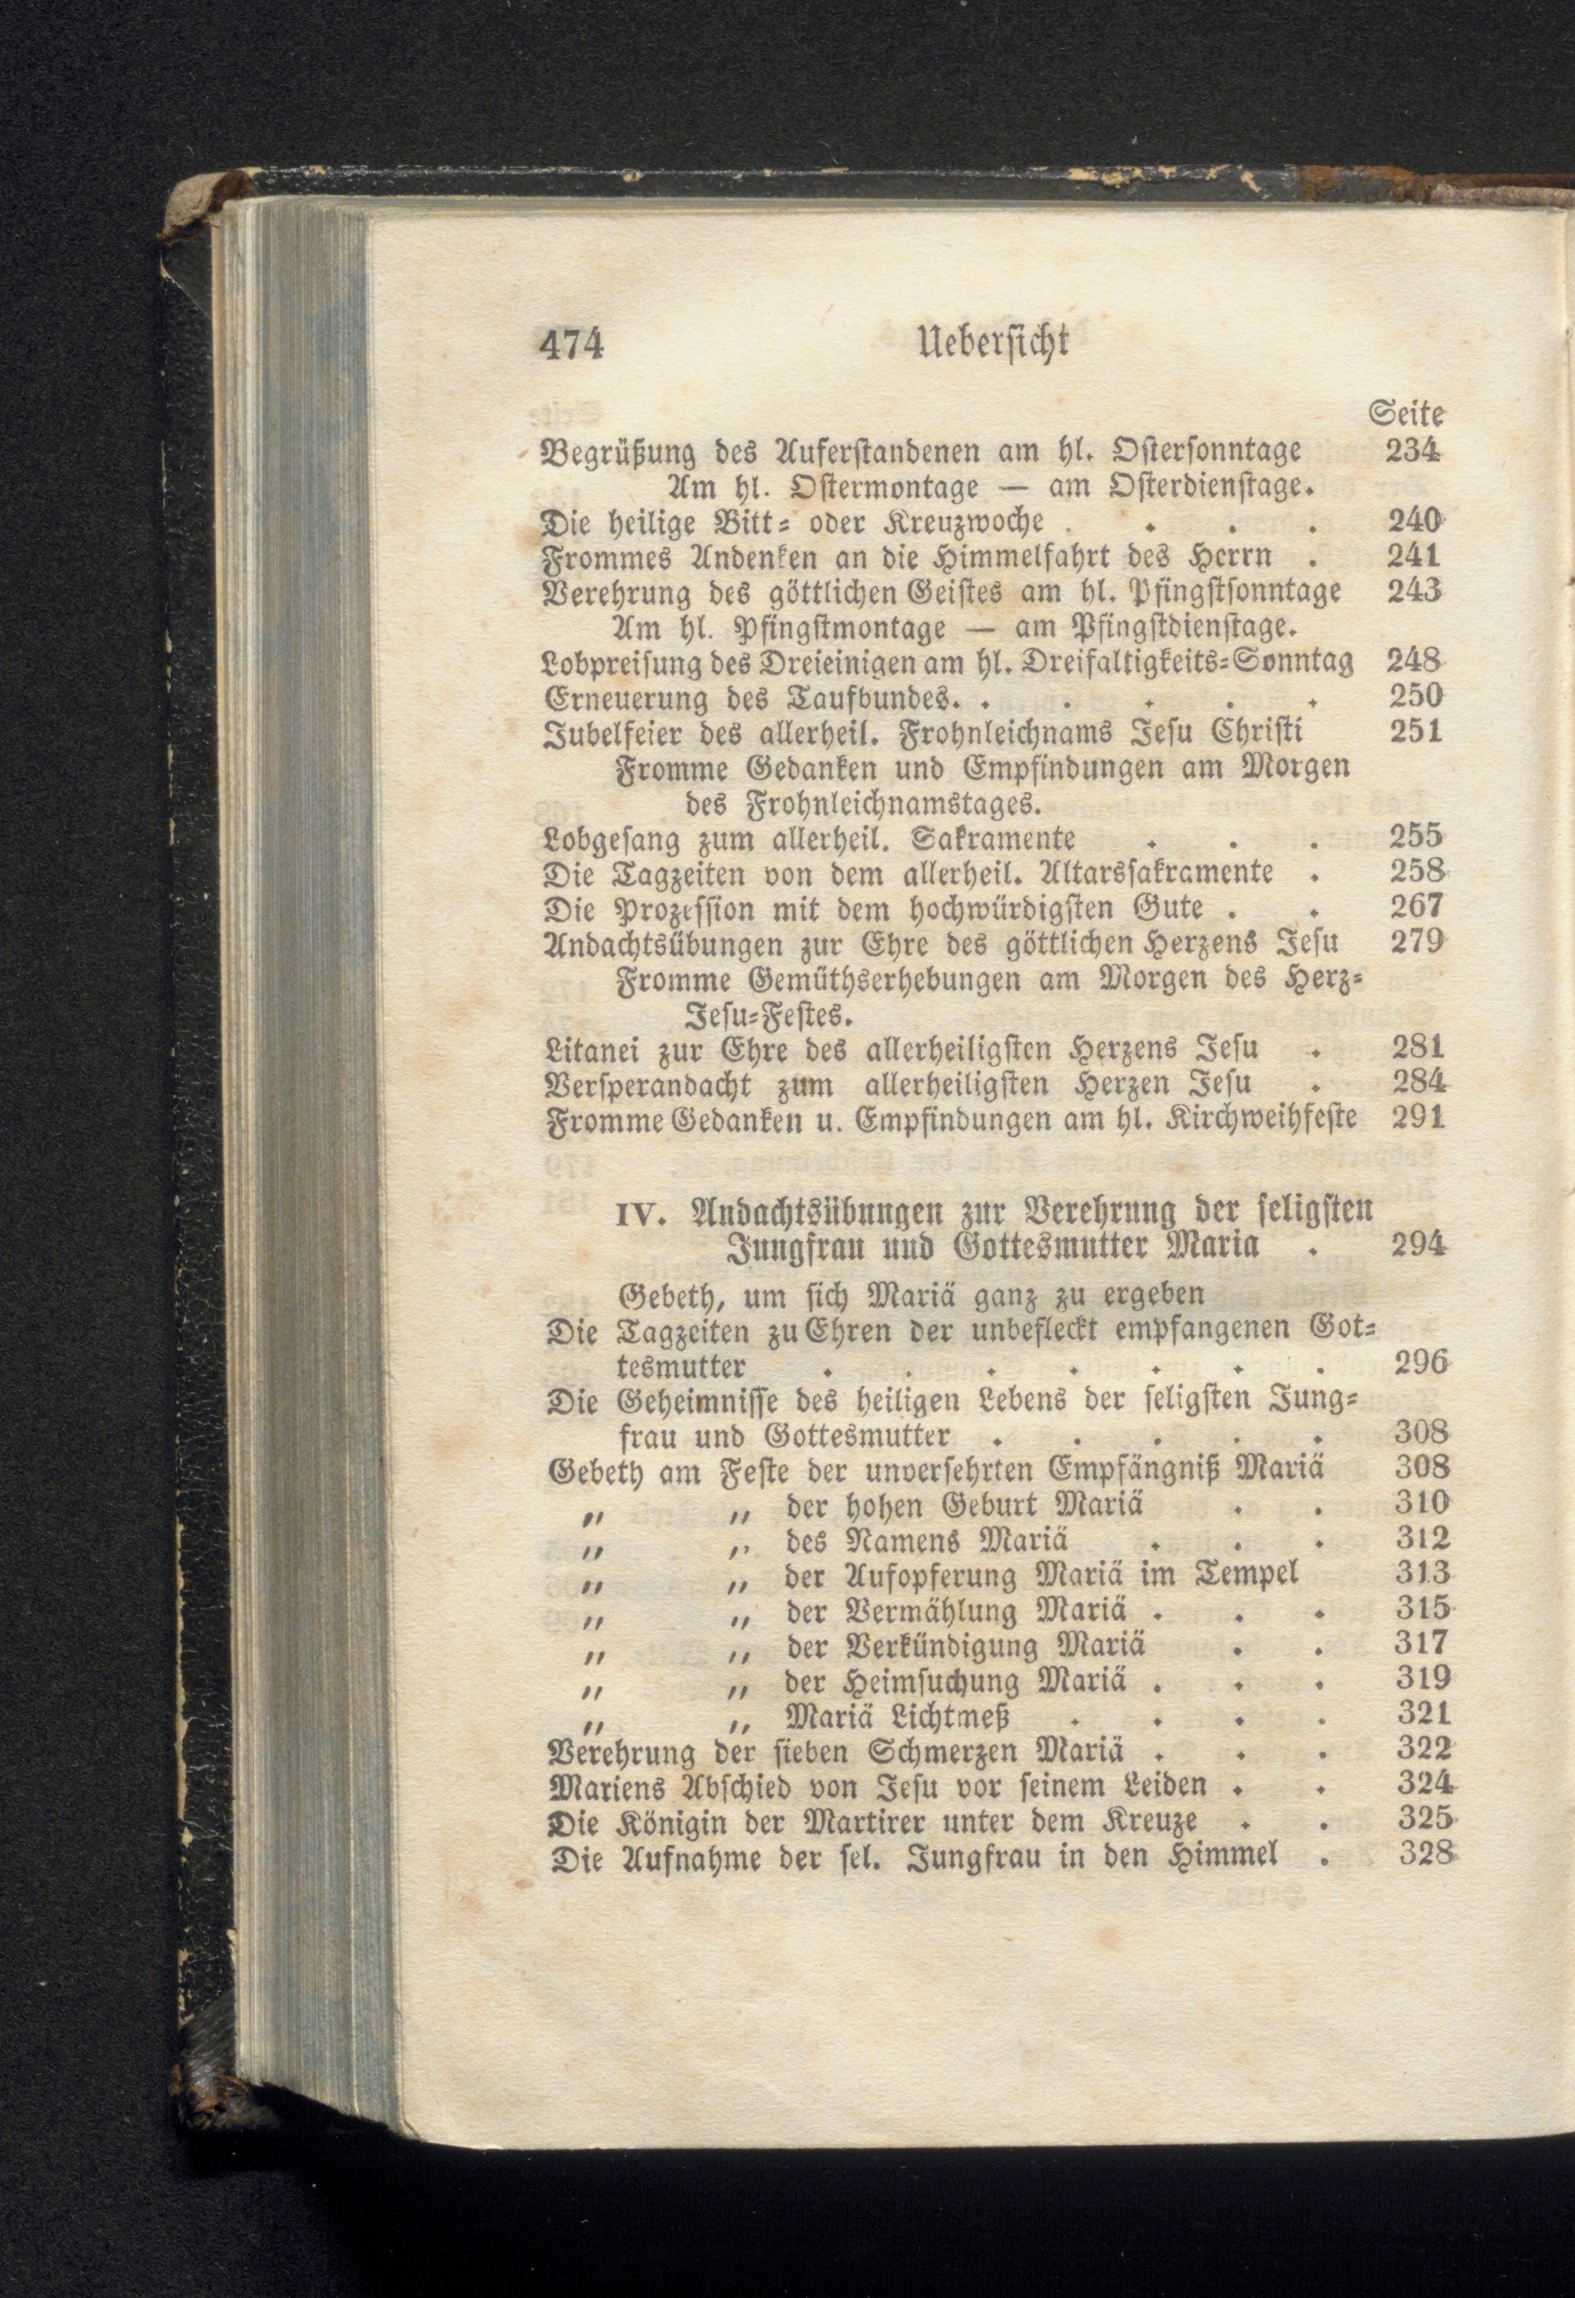 474 Uebersicht
Seite
Begrüßung des Auferstandenen am hl. Ostersonntage 234
Am hl. Ostermontage — am Osterdienstage.
Die heilige Bitt- oder Kreuzwoche . . . . 240
Frommes Andenken an die Himmelfahrt des Herrn . 241
Verehrung des göttlichen Geistes am hl. Pfingstsonntage 243
Am hl. Pfingstmontage — am Pfingstdienstage.
Lobpreisung des Dreieinigen am hl. Dreifaltigkeits-Sonntag 248
Erneuerung des Taufbundes. . . . . . 250
Jubelfeier des allerheil. Frohnleichnams Jesu Christi 251
Fromme Gedanken und Empfindungen am Morgen
des Frohnleichnamstages.
Lobgesang zum allerheil. Sakramente . . . 255
Die Tagzeiten von dem allerheil. Altarssakramente . 258
Die Prozession mit dem hochwürdigsten Gute . . 267
Andachtsübungen zur Ehre des göttlichen Herzens Jesu 279
Fromme Gemüthserhebungen am Morgen des Herz-
Jesu-Festes.
Litanei zur Ehre des allerheiligsten Herzens Jesu . 281
Versperandacht zum allerheiligsten Herzen Jesu . 284
Fromme Gedanken u. Empfindungen am hl. Kirchweihfeste 291
IV. Andachtsübungen zur Verehrung der seligsten
Jungfrau und Gottesmutter Maria . 294
Gebeth, um sich Mariä ganz zu ergeben
Die Tagzeiten zu Ehren der unbefleckt empfangenen Got-
tesmutter . . . . . . . 296
Die Geheimnisse des heiligen Lebens der seligsten Jung-
frau und Gottesmutter . . . . . 308
Gebeth am Feste der unversehrten Empfängniß Mariä 308
„ „ der hohen Geburt Mariä . . 310
„ „ des Namens Mariä . . . 312
„ „ der Aufopferung Mariä im Tempel 313
„ „ der Vermählung Mariä . . . 315
„ „ der Verkündigung Mariä . . 317
„ „ der Heimsuchung Mariä . . . 319
„ „ Mariä Lichtmeß . . . . 321
Verehrung der sieben Schmerzen Mariä . . . 322
Mariens Abschied von Jesu vor seinem Leiden . . 324
Die Königin der Martirer unter dem Kreuze . . 325
Die Aufnahme der sel. Jungfrau in den Himmel . 328